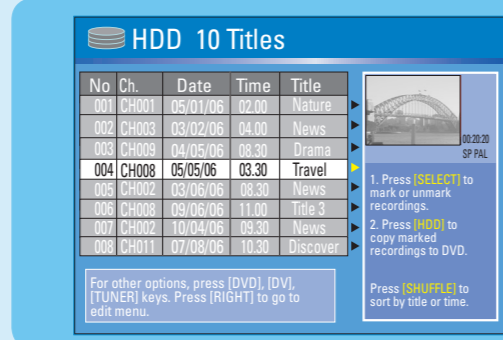 HDD 10 Titles
No Ch. Date Time Title
001 CH001 05/01/06 02.00 Nature
002 CH003 03/02/06 04.00 News
003 CH009 04/05/06 08.30 Drama
004 CH008 05/05/06 03.30 Travel
005 CH002 03/06/06 08.30 News
006 CH008 09/06/06 11.00 Title 3
007 CH002 10/04/06 09.30 News
008 CH011 07/08/06 10.30 Discover
For other options, press [DVD], [DV],
[TUNER] keys. Press [RIGHT] to go to
edit menu.
00:20:20
SP PAL
1. Press [SELECT] to
mark or unmark
recordings.
2. Press [HDD] to
copy marked
recordings to DVD.
Press [SHUFFLE] to
sort by title or time.